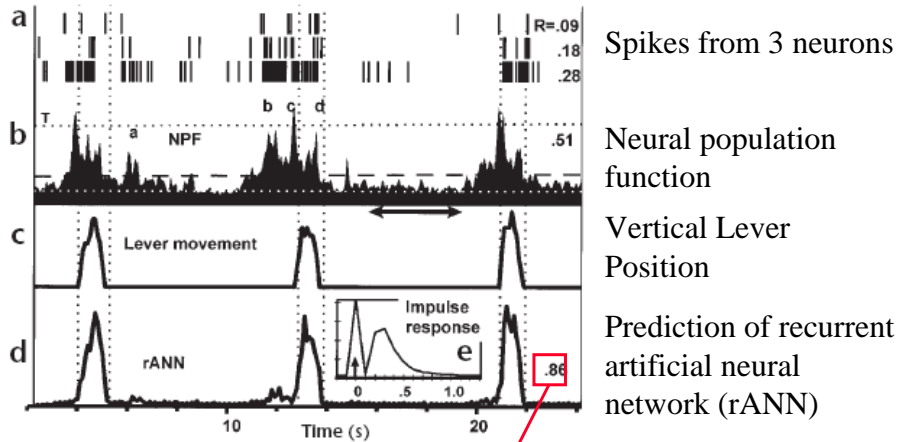 a
R=.09
.18
.28
Spikes from 3 neurons
b c d
T
b
a
NPF
.51
Neural population
function
c
Lever movement
Vertical Lever
Position
d
rANN
Impulse
response
e
0 .5 1.0
.86
Prediction of recurrent
artificial neural
network (rANN)
10 20
Time (s)